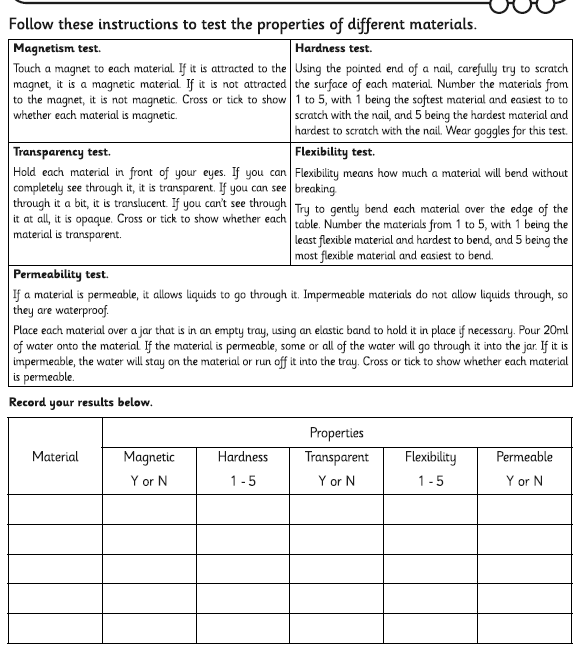 Follow these instructions to test the properties of different materials.
Magnetism test.
Touch a magnet to each material. If it is attracted to the
magnet, it is a magnetic material. If it is not attracted
to the magnet, it is not magnetic. Cross or tick to show
whether each material is magnetic.
Hardness test.
Using the pointed end of a nail, carefully try to scratch
the surface of each material. Number the materials from
1 to 5, with 1 being the softest material and easiest to to
scratch with the nail, and 5 being the hardest material and
hardest to scratch with the nail. Wear goggles for this test.
Transparency test.
Hold each material in front of your eyes. If you can
completely see through it, it is transparent. If you can see
through it a bit, it is translucent. If you can't see through
it at all, it is opaque. Cross or tick to show whether each
material is transparent.
Flexibility test.
Flexibility means how much a material will bend without
breaking.
Try to gently bend each material over the edge of the
table. Number the materials from 1 to 5, with 1 being the
least flexible material and hardest to bend, and 5 being the
most flexible material and easiest to bend.
Permeability test.
If a material is permeable, it allows liquids to go through it. Impermeable materials do not allow liquids through, so
they are waterproof.
Place each material over a jar that is in an empty tray, using an elastic band to hold it in place if necessary. Pour 20ml
of water onto the material. If the material is permeable, some or all of the water will go through it into the jar. If it is
impermeable, the water will stay on the material or run off it into the tray. Cross or tick to show whether each material
is permeable.
Record your results below.
Properties
Material
Magnetic
Y or N
Hardness
1 - 5
Transparent
Y or N
Flexibility
1 - 5
Permeable
Y or N